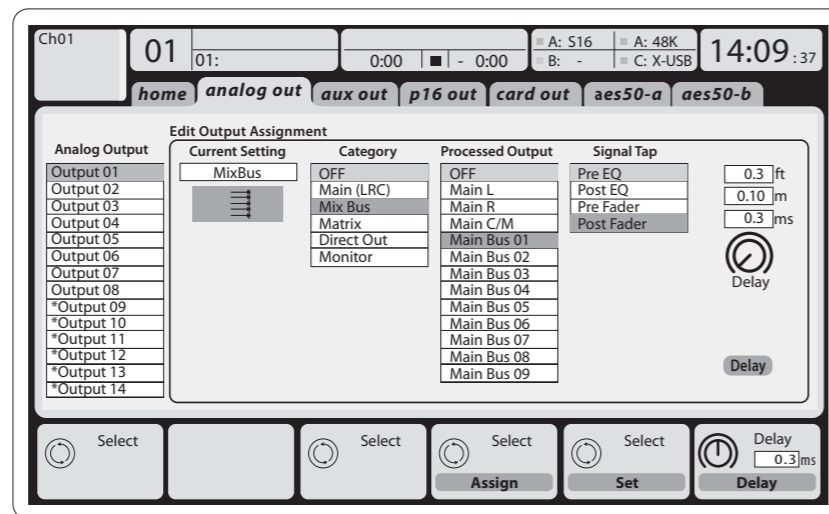 Ch01
01
01:
0:00 - 0:00
A: S16
B: -
A: 48K
C: X-USB
14:09 :37
home
analog out
aux out
p16 out
card out
aes50-a
aes50-b
Edit Output Assignment
Analog Output
Output 01
Output 02
Output 03
Output 04
Output 05
Output 06
Output 07
Output 08
*Output 09
*Output 10
*Output 11
*Output 12
*Output 13
*Output 14
Current Setting
MixBus
Category
OFF
Main (LRC)
Mix Bus
Matrix
Direct Out
Monitor
Processed Output
OFF
Main L
Main R
Main C/M
Main Bus 01
Main Bus 02
Main Bus 03
Main Bus 04
Main Bus 05
Main Bus 06
Main Bus 07
Main Bus 08
Main Bus 09
Signal Tap
Pre EQ
Post EQ
Pre Fader
Post Fader
0.3 ft
0.10 m
0.3 ms
Delay
Delay
Select
Select
Select
Assign
Select
Set
Delay
0.3 ms
Delay